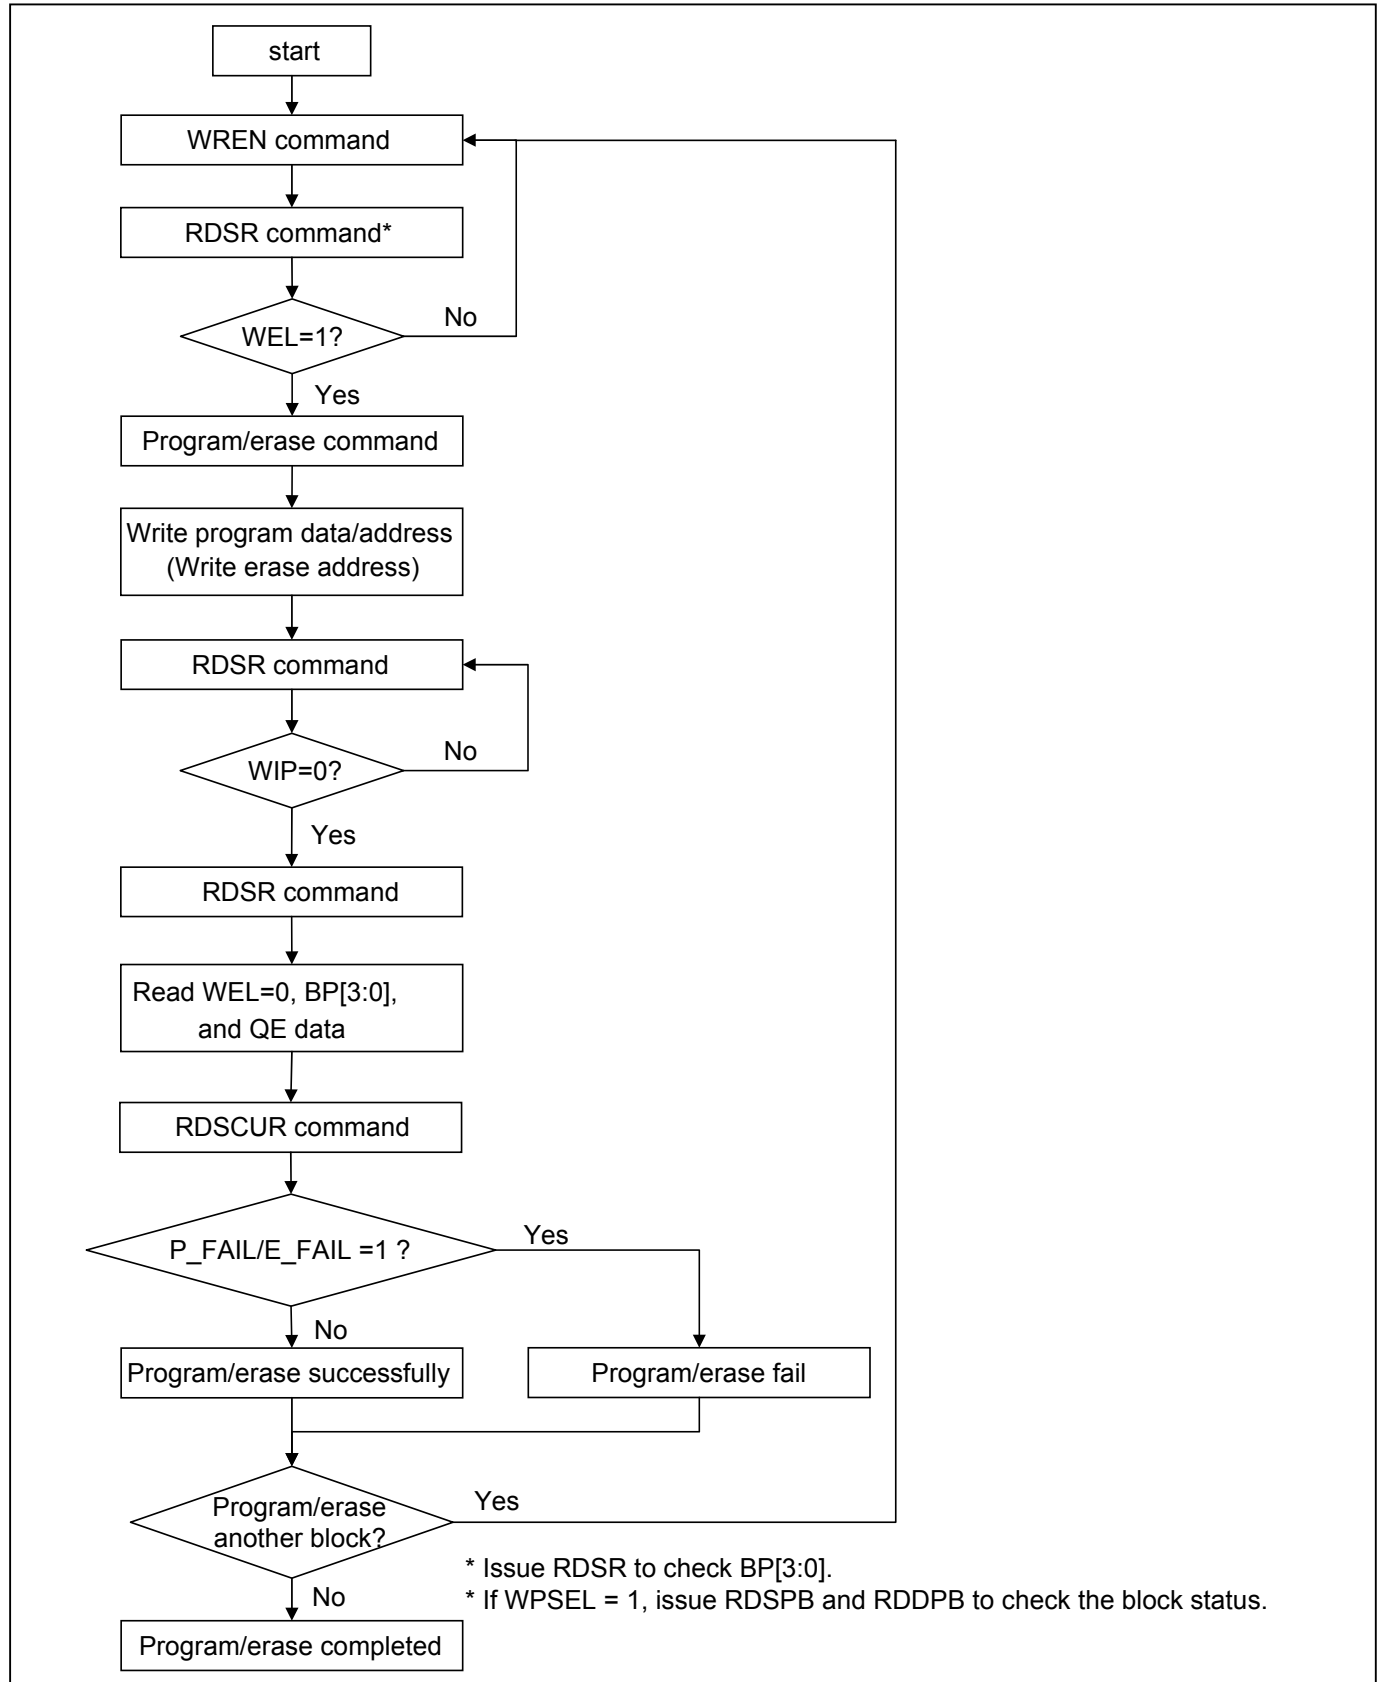 start
WREN command
RDSR command*
WEL=1?
No
Yes
Program/erase command
Write program data/address
(Write erase address)
RDSR command
WIP=0?
No
Yes
RDSR command
Read WEL=0, BP[3:0],
and QE data
RDSCUR command
P_FAIL/E_FAIL =1 ?
Yes
No
Program/erase successfully
Program/erase fail
Program/erase
another block?
Yes
No
* Issue RDSR to check BP[3:0].
* If WPSEL = 1, issue RDSPB and RDDPB to check the block status.
Program/erase completed